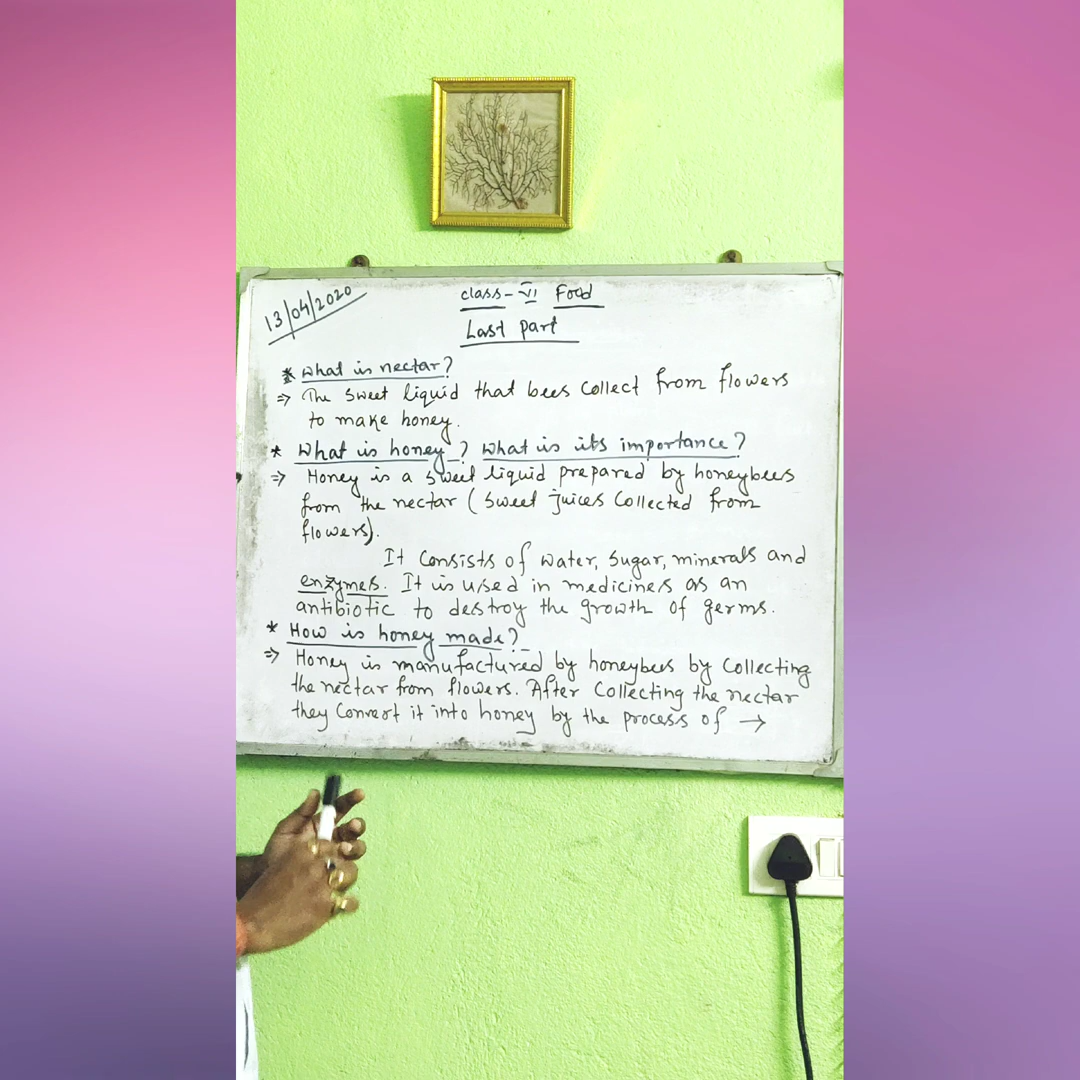 13/04/2020
class - VI Food
Last part
* What is nectar?
⇒ The sweet liquid that bees collect from flowers
to make honey.
* What is honey? What is its importance?
⇒ Honey is a sweet liquid prepared by honeybees
from the nectar (sweet juices collected from
flowers).
It consists of water, sugar, minerals and
enzymes. It is used in medicines as an
antibiotic to destroy the growth of germs.
* How is honey made?
⇒ Honey is manufactured by honeybees by collecting
the nectar from flowers. After collecting the nectar
they convert it into honey by the process of →